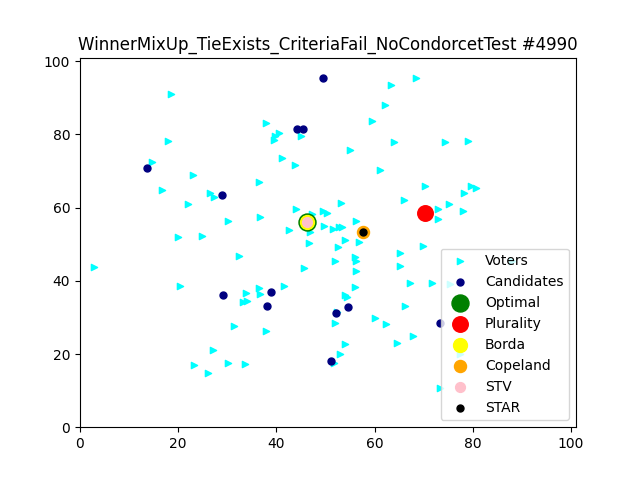 WinnerMixUp_TieExists_CriteriaFail_NoCondorcetTest #4990
100
80
60
40
20
0
0 20 40 60 80 100
Voters
Candidates
Optimal
Plurality
Borda
Copeland
STV
STAR